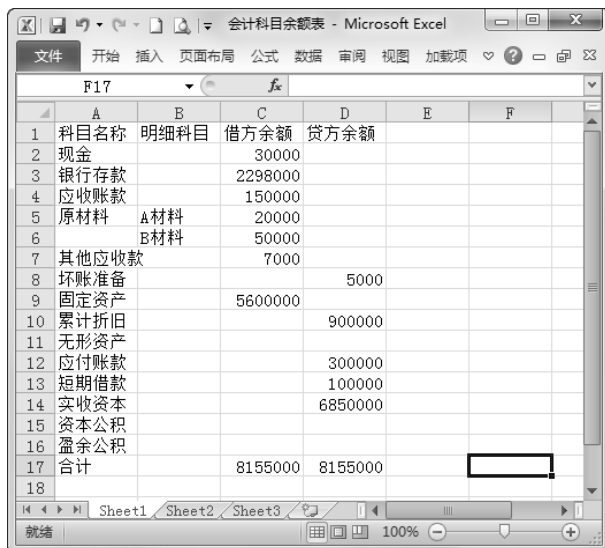 会计科目余额表 - Microsoft Excel
文件 开始 插入 页面布局 公式 数据 审阅 视图 加载项
F17 fx
A B C D E F
1 科目名称 明细科目 借方余额 贷方余额
2 现金 30000
3 银行存款 2298000
4 应收账款 150000
5 原材料 A材料 20000
6 B材料 50000
7 其他应收款 7000
8 坏账准备 5000
9 固定资产 5600000
10 累计折旧 900000
11 无形资产
12 应付账款 300000
13 短期借款 100000
14 实收资本 6850000
15 资本公积
16 盈余公积
17 合计 8155000 8155000
18
Sheet1 Sheet2 Sheet3
就绪 100%